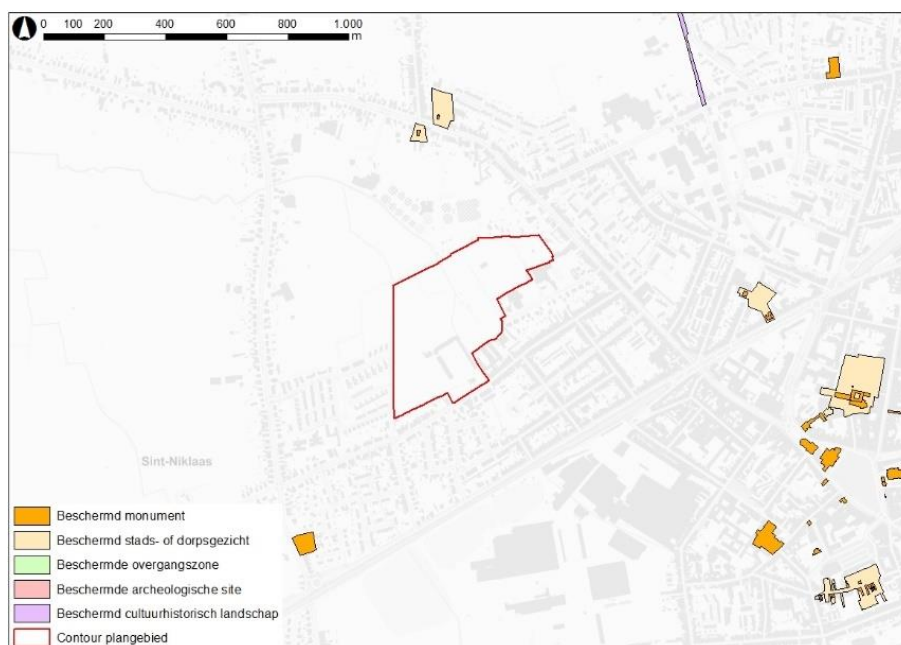 0 100 200 400 600 800 1.000
m
Sint-Niklaas
Beschermd monument
Beschermd stads- of dorpsgezicht
Beschermde overgangszone
Beschermde archeologische site
Beschermd cultuurhistorisch landschap
Contour plangebied